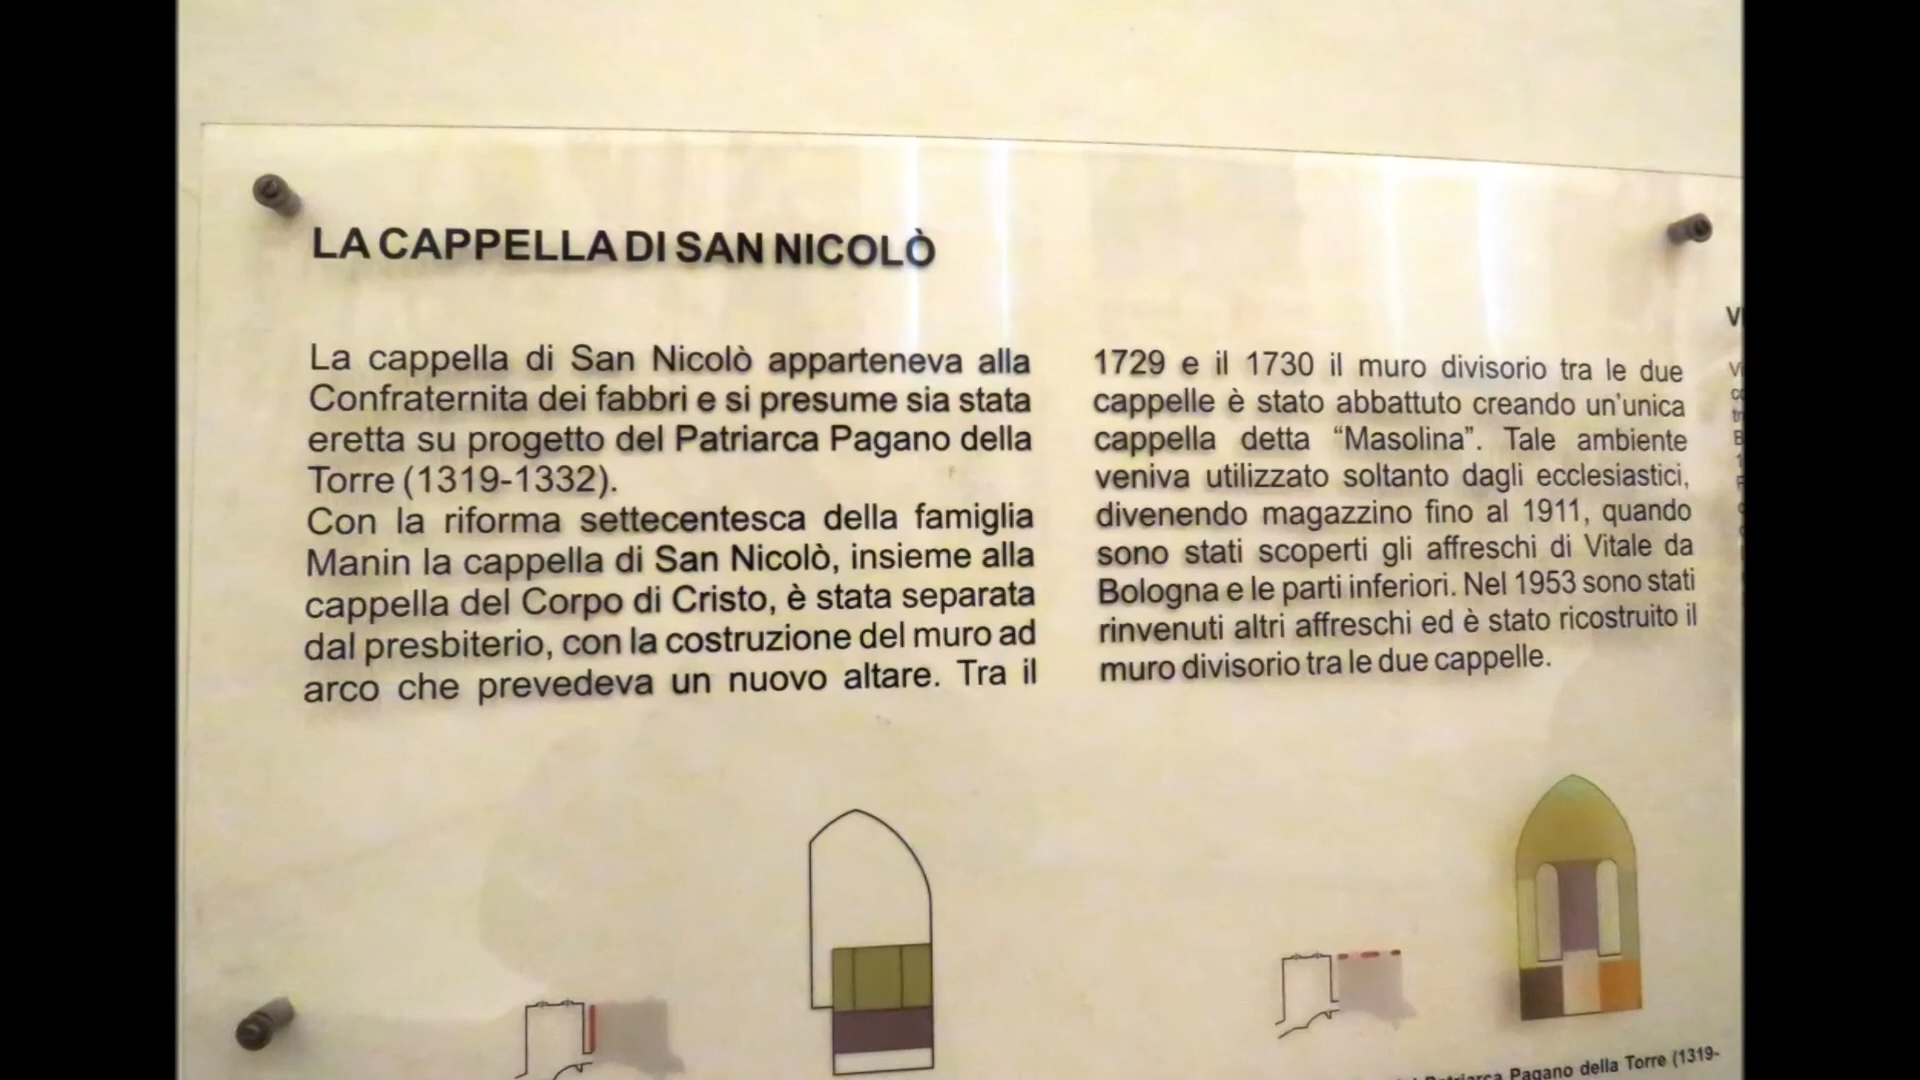 LA CAPPELLA DI SAN NICOLÒ
La cappella di San Nicolò apparteneva alla
Confraternita dei fabbri e si presume sia stata
eretta su progetto del Patriarca Pagano della
Torre (1319-1332).
Con la riforma settecentesca della famiglia
Manin la cappella di San Nicolò, insieme alla
cappella del Corpo di Cristo, è stata separata
dal presbiterio, con la costruzione del muro ad
arco che prevedeva un nuovo altare. Tra il
1729 e il 1730 il muro divisorio tra le due
cappelle è stato abbattuto creando un'unica
cappella detta “Masolina”. Tale ambiente
veniva utilizzato soltanto dagli ecclesiastici,
divenendo magazzino fino al 1911, quando
sono stati scoperti gli affreschi di Vitale da
Bologna e le parti inferiori. Nel 1953 sono stati
rinvenuti altri affreschi ed è stato ricostruito il
muro divisorio tra le due cappelle.
Pagano della Torre (1319-